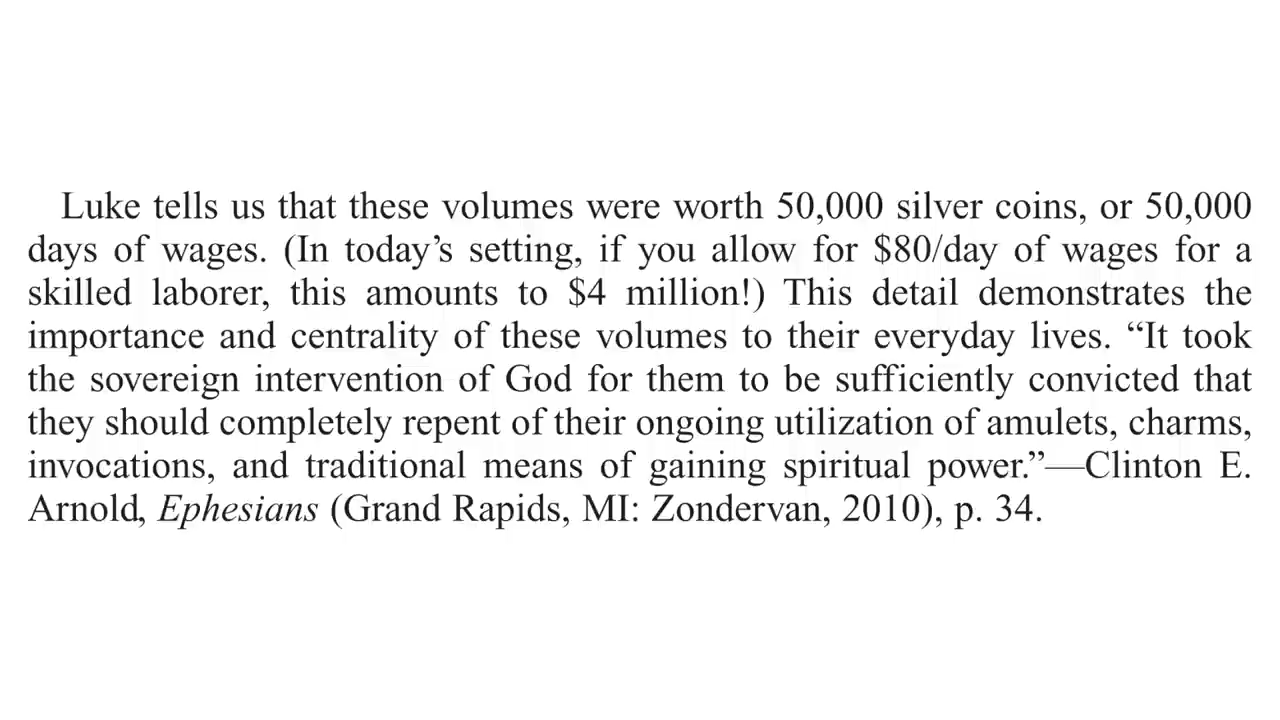 Luke tells us that these volumes were worth 50,000 silver coins, or 50,000
days of wages. (In today’s setting, if you allow for $80/day of wages for a
skilled laborer, this amounts to $4 million!) This detail demonstrates the
importance and centrality of these volumes to their everyday lives. “It took
the sovereign intervention of God for them to be sufficiently convicted that
they should completely repent of their ongoing utilization of amulets, charms,
invocations, and traditional means of gaining spiritual power.”—Clinton E.
Arnold, Ephesians (Grand Rapids, MI: Zondervan, 2010), p. 34.